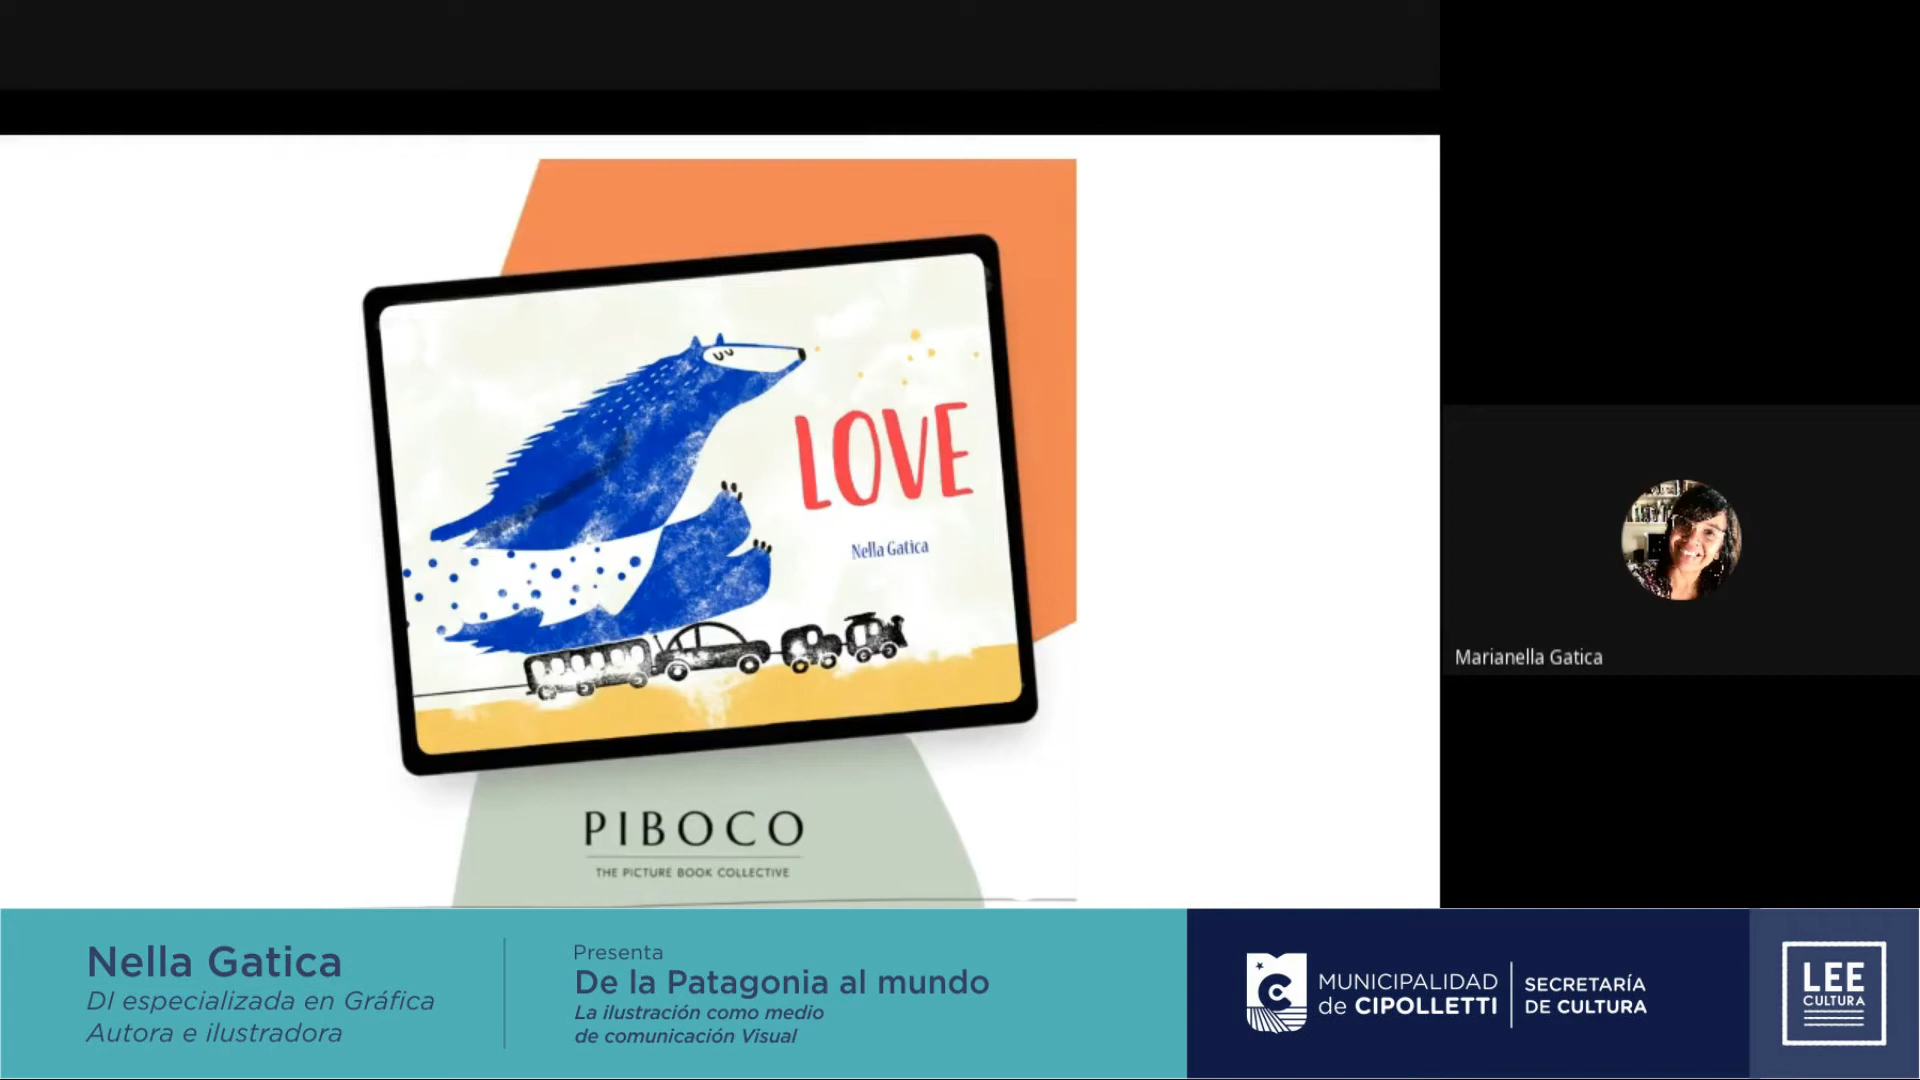 LOVE
Nella Gatica
PIBOCO
THE PICTURE BOOK COLLECTIVE
Marianella Gatica
Nella Gatica
DI especializada en Gráfica
Autora e ilustradora
Presenta
De la Patagonia al mundo
La ilustración como medio
de comunicación Visual
MUNICIPALIDAD
de CIPOLLETTI
SECRETARÍA
DE CULTURA
LEE
CULTURA